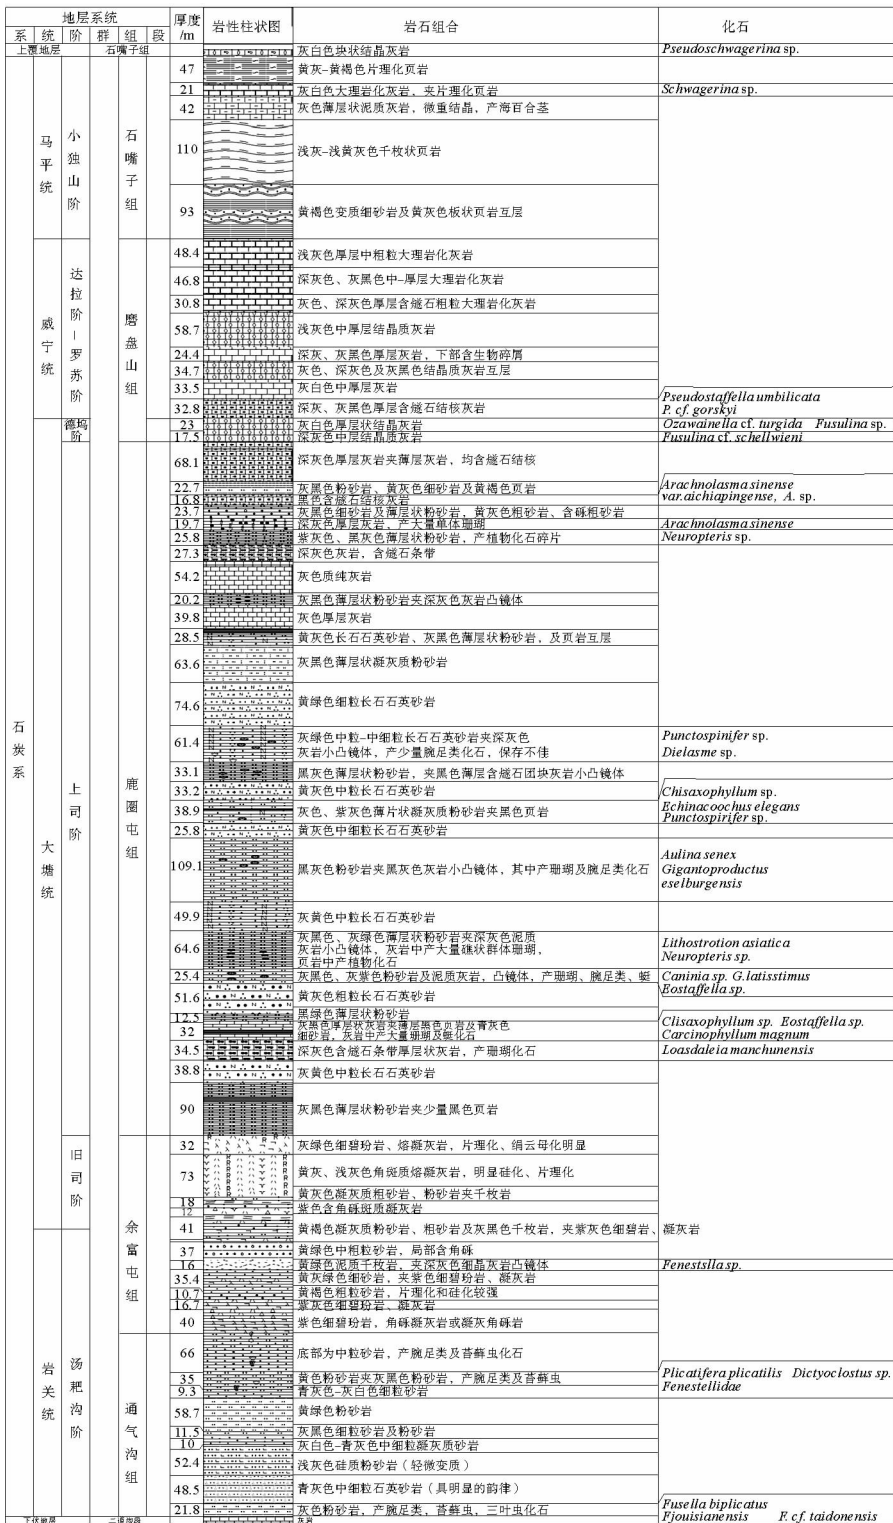 地层系统 厚度/m 岩性柱状图 岩石组合 化石
系 统 阶 群 组 段
上覆地层 石嘴子组 灰白色块状结晶灰岩 Pseudoschwagerina sp.
石炭系
马平统 小独山阶 石嘴子组
47 黄灰-黄褐色片理化页岩
21 灰白色大理岩化灰岩，夹片理化页岩 Schwagerina sp.
42 灰色薄层状泥质灰岩，微重结晶，产海百合茎
110 浅灰-浅黄灰色千枚状页岩
93 黄褐色变质细砂岩及黄灰色板状页岩互层
威宁统 达拉阶-罗苏阶 磨盘山组
48.4 浅灰色厚层中粗粒大理岩化灰岩
46.8 深灰色、灰黑色中-厚层大理岩化灰岩
30.8 灰色、深灰色厚层含燧石粗粒大理岩化灰岩
58.7 浅灰色中厚层结晶质灰岩
24.4 深灰、灰黑色厚层灰岩，下部含生物碎屑
34.7 灰色、深灰色及灰黑色结晶质灰岩互层
33.5 灰白色中厚层灰岩
32.8 深灰、灰黑色厚层含燧石结核灰岩
Pseudostaffella umbilicata
P. cf. gorskyi
大塘统
德坞阶
23 灰白色厚层状结晶灰岩 Ozawainella cf. turgida Fusulina sp.
17.5 深灰色中层结晶质灰岩 Fusulina cf. schellwieni
上司阶 鹿圈屯组
68.1 深灰色厚层灰岩夹薄层灰岩，均含燧石结核
22.7 灰黑色粉砂岩、黄灰色细砂岩及黄褐色页岩
Arachnolasma sinense
var.aichiapingense, A. sp.
16.8 黑色含燧石结核灰岩
23.7 灰黑色细砂岩及薄层状粉砂岩，黄灰色粗砂岩、含砾粗砂岩
19.7 深灰色厚层灰岩，产大量单体珊瑚 Arachnolasma sinense
25.8 紫灰色、黑灰色薄层状粉砂岩，产植物化石碎片 Neuropteris sp.
27.3 深灰色灰岩，含燧石条带
54.2 灰色质纯灰岩
20.2 灰黑色薄层状粉砂岩夹深灰色灰岩凸镜体
39.8 灰色厚层灰岩
28.5 黄灰色长石石英砂岩、灰黑色薄层状粉砂岩，及页岩互层
63.6 灰黑色薄层状凝灰质粉砂岩
74.6 黄绿色细粒长石石英砂岩
61.4 灰绿色中粒-中细粒长石石英砂岩夹深灰色 Punctospinifer sp.
灰岩小凸镜体，产少量腕足类化石，保存不佳 Dielasme sp.
33.1 黑灰色薄层状粉砂岩，夹黑色薄层含燧石团块灰岩小凸镜体
33.2 黄灰色中粒长石石英砂岩
38.9 灰色、紫灰色薄片状凝灰质粉砂岩夹黑色页岩
Chisaxophyllum sp.
Echinacoochus elegans
Punctospirifer sp.
25.8 黄灰色中细粒长石石英砂岩
109.1 黑灰色粉砂岩夹黑灰色灰岩小凸镜体，其中产珊瑚及腕足类化石
Aulina senex
Gigantoproductus
eselburgensis
49.9 灰黄色中粒长石石英砂岩
64.6 灰黑色、灰绿色薄层状粉砂岩夹深灰色泥质
灰岩小凸镜体，灰岩中产大量礁状群体珊瑚， Lithostrotion asiatica
页岩中产植物化石 Neuropteris sp.
25.4 灰黑色、灰紫色粉砂岩及泥质灰岩，凸镜体，产珊瑚、腕足类、蜓 Caninia sp. G.latisstimus
Eostaffella sp.
51.6 黄灰色粗粒长石石英砂岩
12.5 黑绿色薄层状粉砂岩
32 灰黑色厚层状灰岩夹薄层黑色页岩及青灰色 Clisaxophyllum sp. Eostaffella sp.
细砂岩，灰岩中产大量珊瑚及蜓化石 Carcinophyllum magnum
34.5 深灰色含燧石条带厚层状灰岩，产珊瑚化石 Loasdaleia manchunensis
38.8 灰黄色中粒长石石英砂岩
90 灰黑色薄层状粉砂岩夹少量黑色页岩
旧司阶 余富屯组
32 灰绿色细碧玢岩、熔凝灰岩，片理化、绢云母化明显
73 黄灰、浅灰色角斑质熔凝灰岩，明显硅化、片理化
黄灰色凝灰质粗砂岩、粉砂岩夹千枚岩
18
12 紫色含角砾斑质凝灰岩
岩关统 汤耙沟阶
41 黄褐色凝灰质粉砂岩、粗砂岩及灰黑色千枚岩，夹紫灰色细碧岩、凝灰岩
37 黄绿色中粗粒砂岩，局部含角砾
16 黄绿色泥质千枚岩，夹深灰色细晶灰岩凸镜体 Fenestslla sp.
35.4 黄灰绿色细砂岩，夹紫色细碧玢岩、凝灰岩
10.7 黄褐色粗粒砂岩，片理化和硅化较强
16.7 紫灰色细碧玢岩、凝灰岩
40 紫色细碧玢岩，角砾凝灰岩或凝灰角砾岩
通气沟组
66 底部为中粒砂岩，产腕足类及苔藓虫化石
35 黄色粉砂岩夹灰黑色粉砂岩，产腕足类及苔藓虫
Plicatifera plicatilis Dictyoclostus sp.
Fenestellidae
9.3 青灰色-灰白色细粒砂岩
58.7 黄绿色粉砂岩
11.5 灰黑色细粒砂岩及粉砂岩
10 灰白色-青灰色中细粒凝灰质砂岩
52.4 浅灰色硅质粉砂岩（轻微变质）
48.5 青灰色中细粒石英砂岩（具明显的韵律）
21.8 灰色粉砂岩，产腕足类，苔藓虫，三叶虫化石
Fusella biplicatus
Fjouisianensis F. cf. taidonensis
下伏地层 灰岩